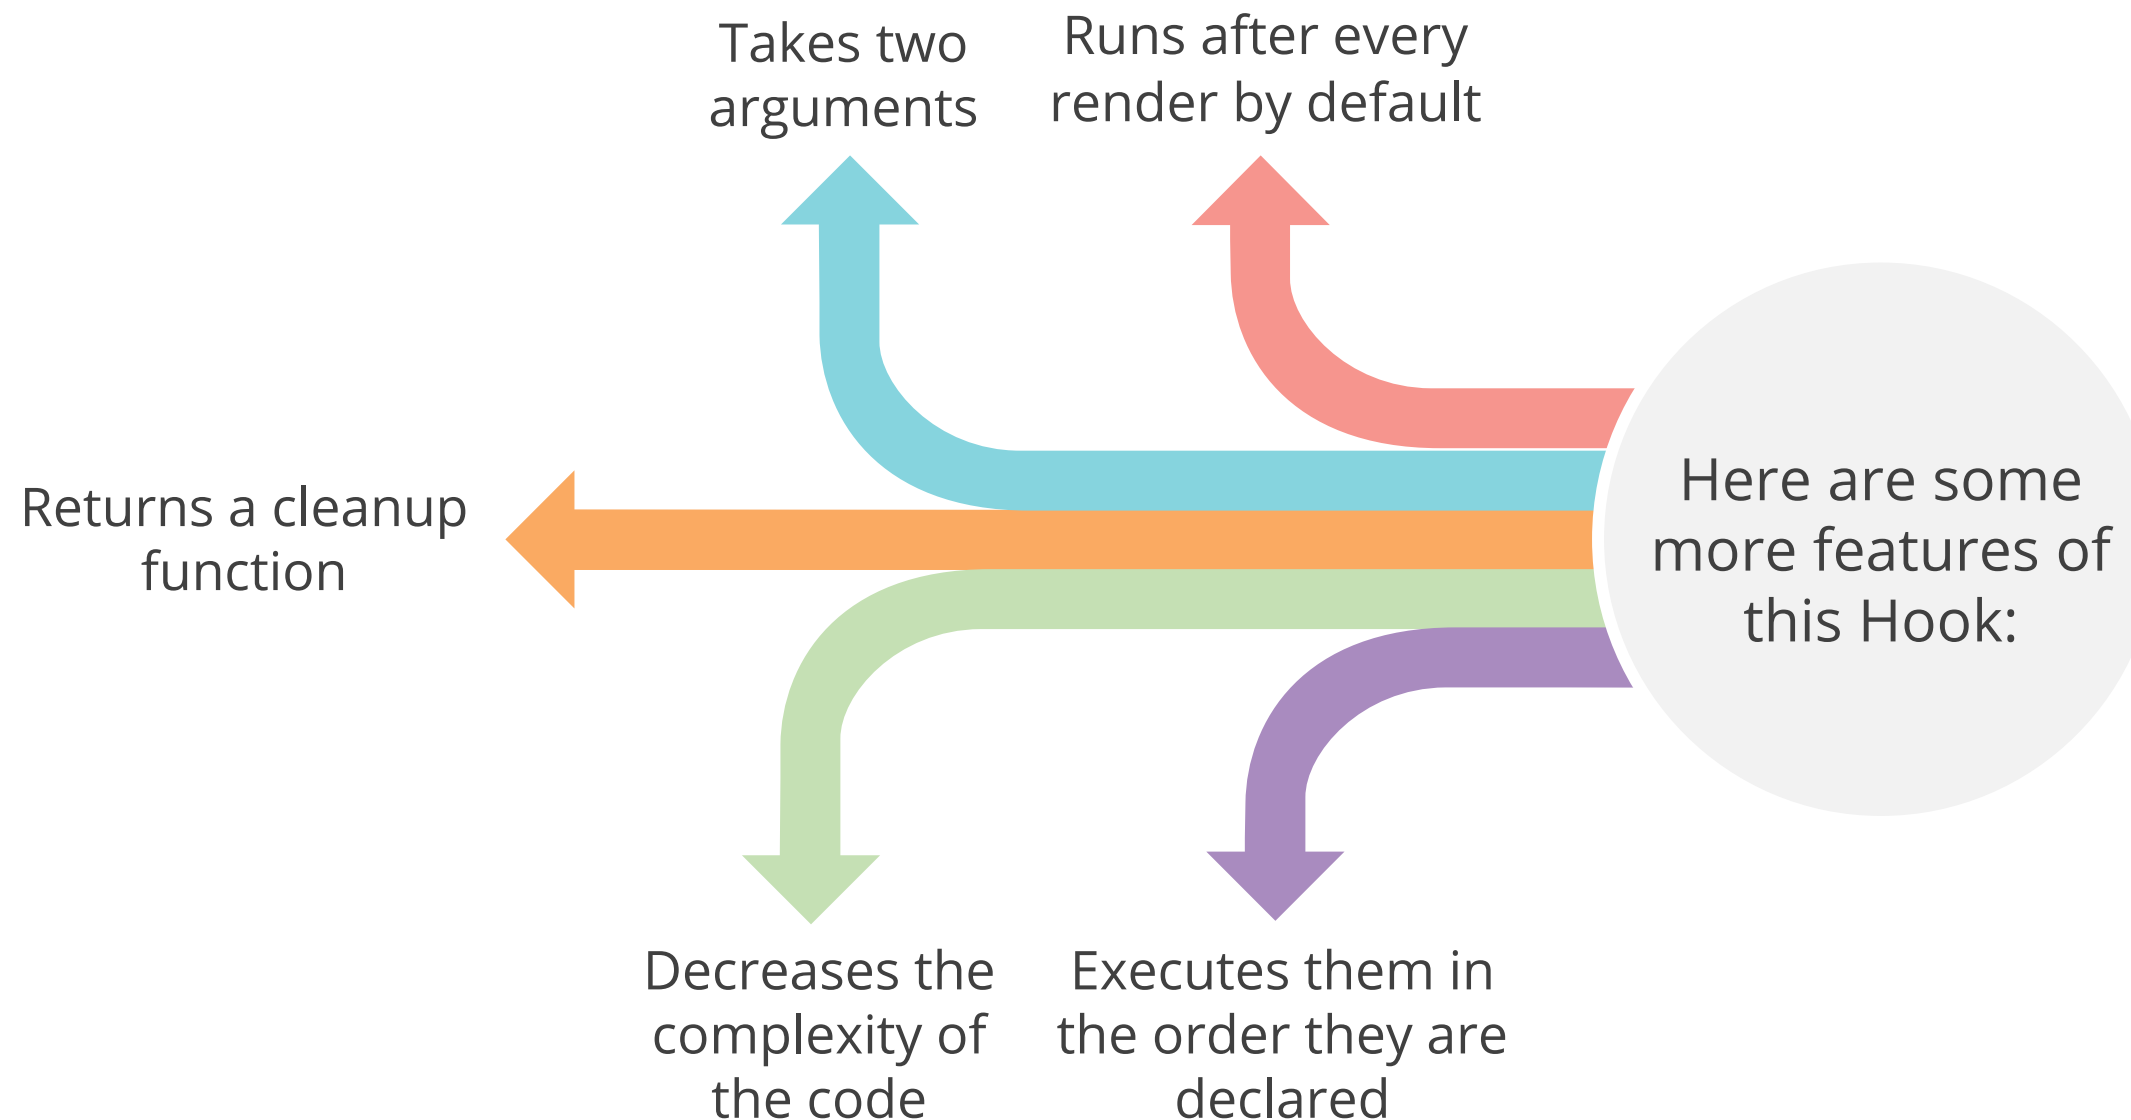 Takes two
arguments
Runs after every
render by default
Returns a cleanup
function
Here are some
more features of
this Hook:
Decreases the
complexity of
the code
Executes them in
the order they are
declared